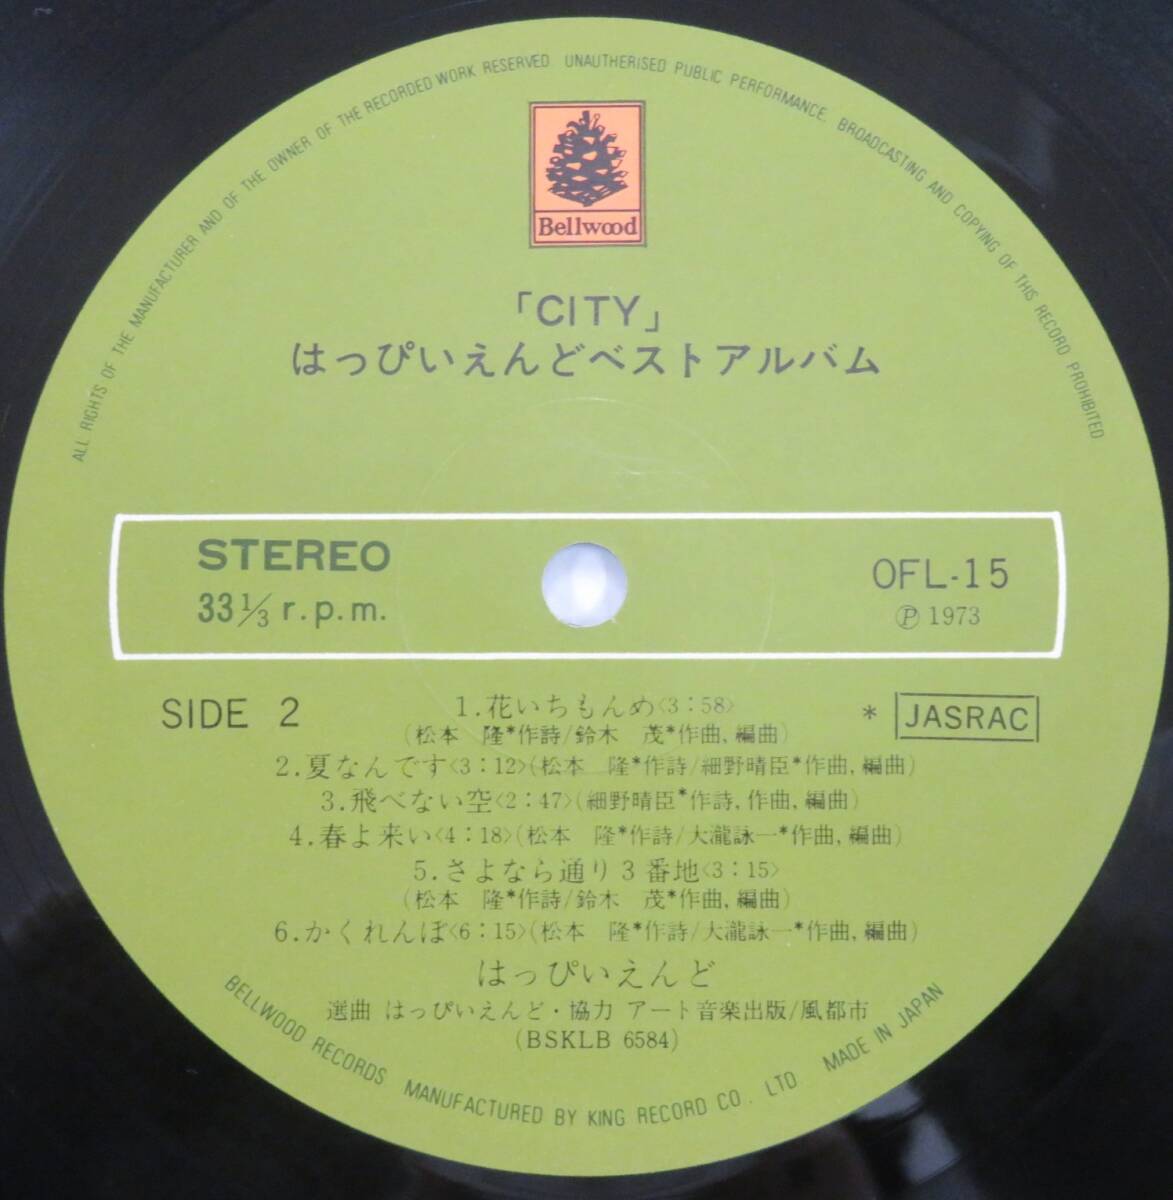 ALL RIGHTS OF THE MANUFACTURER AND OF THE OWNER OF THE RECORDED WORK RESERVED UNAUTHERISED PUBLIC PERFORMANCE. BROADCASTING AND COPYING OF THIS RECORD PROHIBITED
Bellwood
「CITY」
はっぴいえんどベストアルバム
STEREO
33 1/3 r.p.m.
OFL-15
Ⓟ 1973
SIDE 2
* JASRAC
1.花いちもんめ〈3:58〉
(松本 隆*作詩/鈴木 茂*作曲,編曲)
2.夏なんです〈3:12〉(松本 隆*作詩/細野晴臣*作曲,編曲)
3.飛べない空〈2:47〉(細野晴臣*作詩,作曲,編曲)
4.春よ来い〈4:18〉(松本 隆*作詩/大瀧詠一*作曲,編曲)
5.さよなら通り3番地〈3:15〉
(松本 隆*作詩/鈴木 茂*作曲,編曲)
6.かくれんぼ〈6:15〉(松本 隆*作詩/大瀧詠一*作曲,編曲)
はっぴいえんど
選曲 はっぴいえんど・協力 アート音楽出版/風都市
(BSKLB 6584)
BELLWOOD RECORDS MANUFACTURED BY KING RECORD CO. LTD MADE IN JAPAN